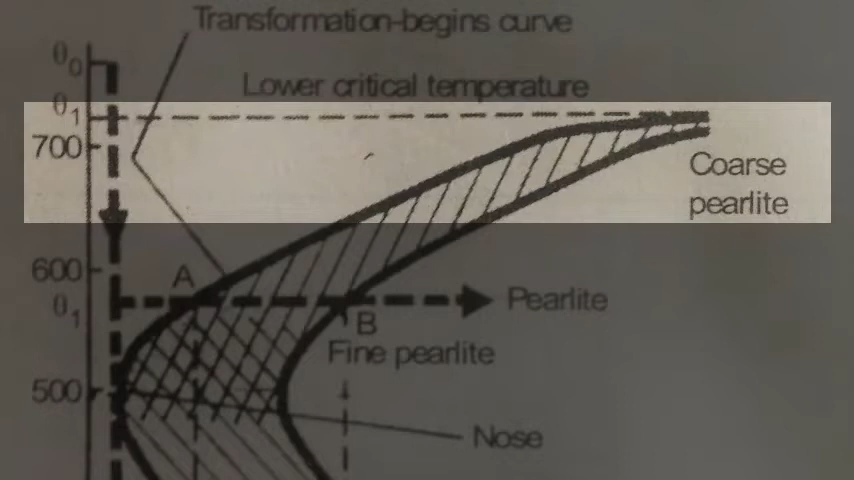 Transformation-begins curve
θ0
Lower critical temperature
θ1
700
Coarse
pearlite
600
A
θ1
Pearlite
B
Fine pearlite
500
Nose